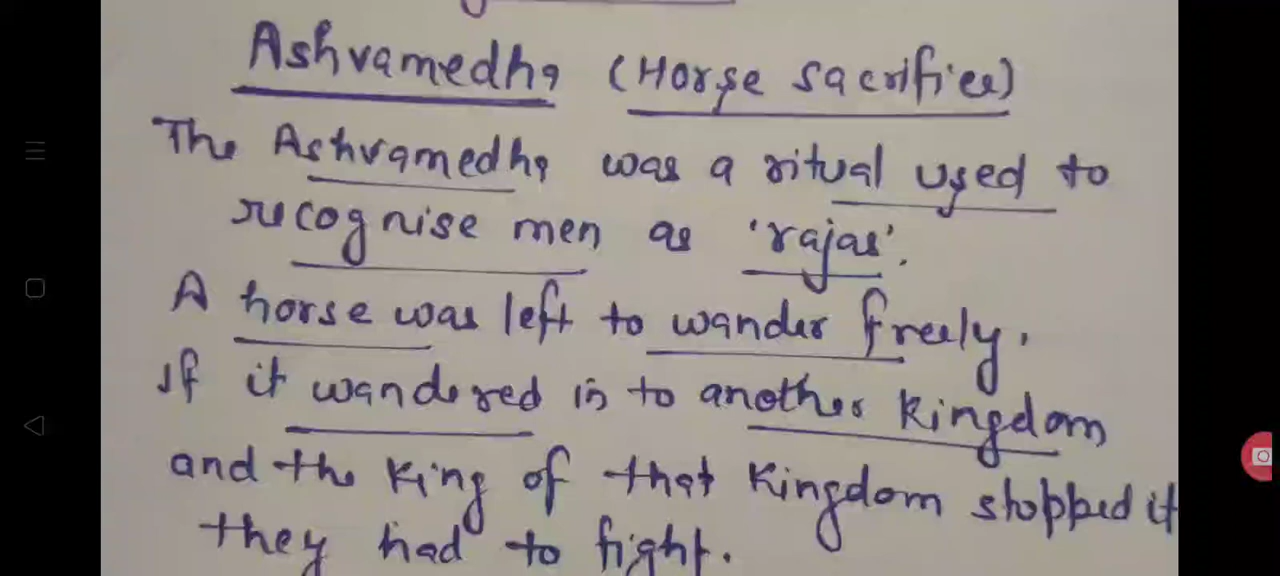 Ashvamedha (Horse sacrifice)
The Ashvamedha was a ritual used to
recognise men as 'rajas'.
A horse was left to wander freely.
If it wandered in to another kingdom
and the king of that kingdom stopped it
they had to fight.